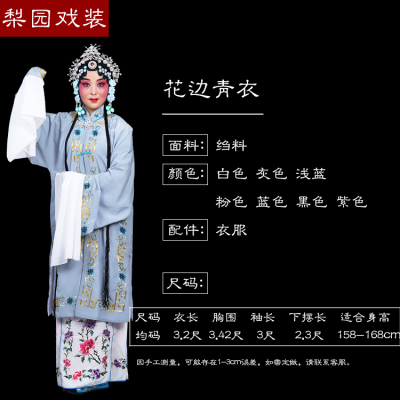 梨园戏装
花边青衣
面料：绉料
颜色：白色 灰色 浅蓝
粉色 蓝色 黑色 紫色
配件：衣服
尺码：
尺码 衣长 胸围 袖长 下摆长 适合身高
均码 3,2尺 3,42尺 3尺 2,3尺 158-168cm
因手工测量，可能存在1-3cm误差，如需定做，请联系客服。